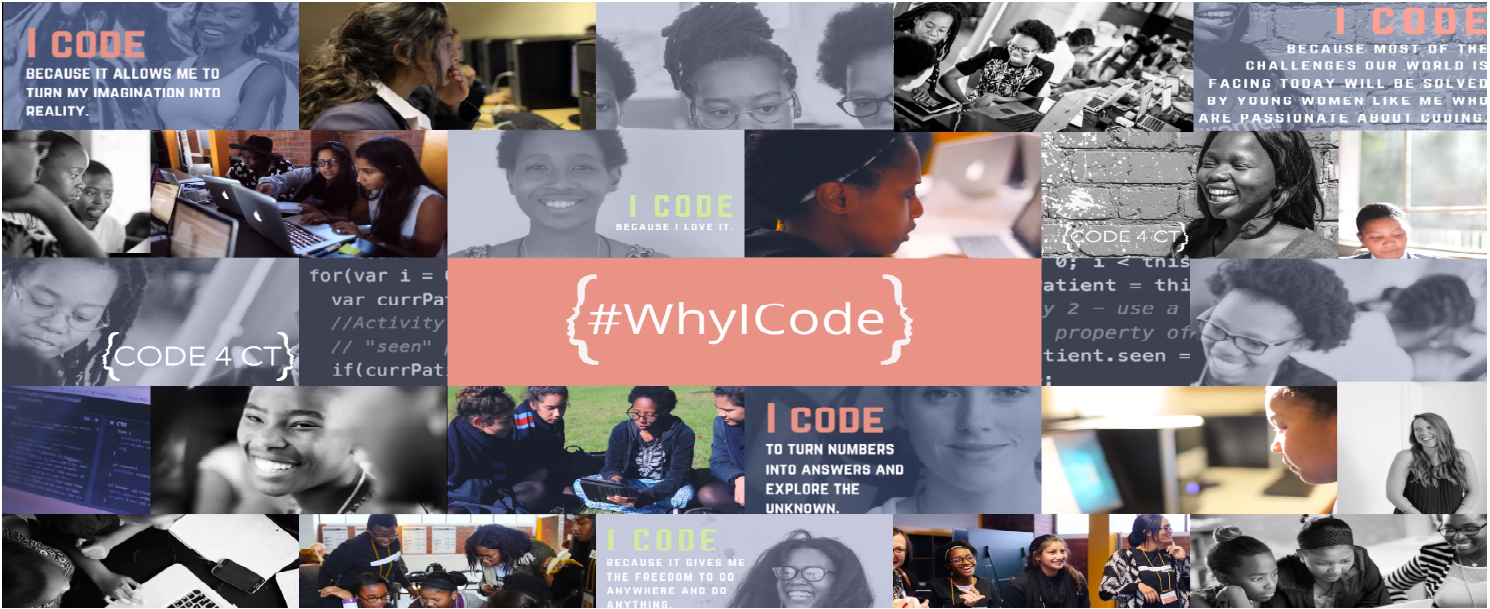 I CODE
BECAUSE IT ALLOWS ME TO
TURN MY IMAGINATION INTO
REALITY.
I CODE
BECAUSE MOST OF THE
CHALLENGES OUR WORLD IS
FACING TODAY WILL BE SOLVED
BY YOUNG WOMEN LIKE ME WHO
ARE PASSIONATE ABOUT CODING.
I CODE
BECAUSE I LOVE IT.
{CODE 4 CT}
{CODE 4 CT}
for(var i =
var currPa
//Activity
// "seen"
if(currPat
{#WhyICode}
0; i < this
atient = thi
y 2 – use a
property of
tient.seen =
;
I CODE
TO TURN NUMBERS
INTO ANSWERS AND
EXPLORE THE
UNKNOWN.
I CODE
BECAUSE IT GIVES ME
THE FREEDOM TO GO
ANYWHERE AND DO
ANYTHING.